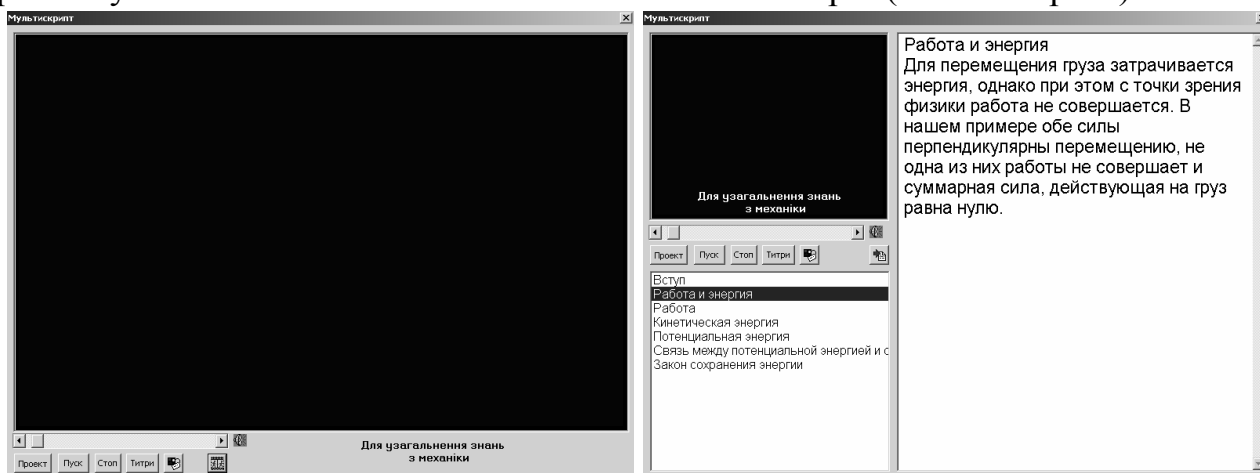 Мультискрипт
Для узагальнення знань
з механіки
Проект Пуск Стоп Титри
Мультискрипт
Для узагальнення знань
з механіки
Проект Пуск Стоп Титри
Вступ
Работа и энергия
Работа
Кинетическая энергия
Потенциальная энергия
Связь между потенциальной энергией и с
Закон сохранения энергии
Работа и энергия
Для перемещения груза затрачивается
энергия, однако при этом с точки зрения
физики работа не совершается. В
нашем примере обе силы
перпендикулярны перемещению, не
одна из них работы не совершает и
суммарная сила, действующая на груз
равна нулю.